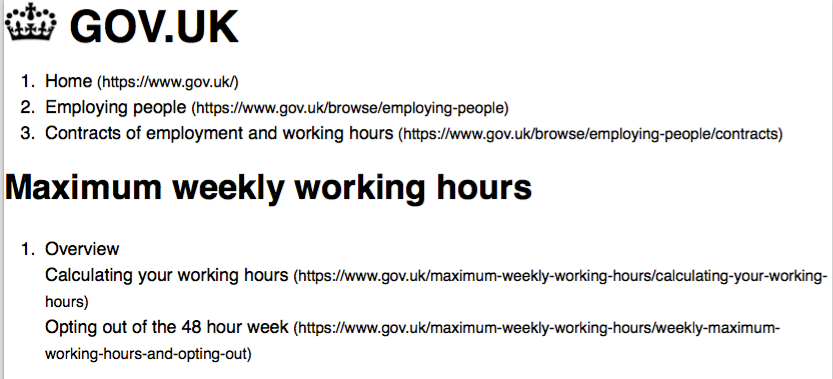 GOV.UK
1. Home (https://www.gov.uk/)
2. Employing people (https://www.gov.uk/browse/employing-people)
3. Contracts of employment and working hours (https://www.gov.uk/browse/employing-people/contracts)
Maximum weekly working hours
1. Overview
Calculating your working hours (https://www.gov.uk/maximum-weekly-working-hours/calculating-your-working-
hours)
Opting out of the 48 hour week (https://www.gov.uk/maximum-weekly-working-hours/weekly-maximum-
working-hours-and-opting-out)